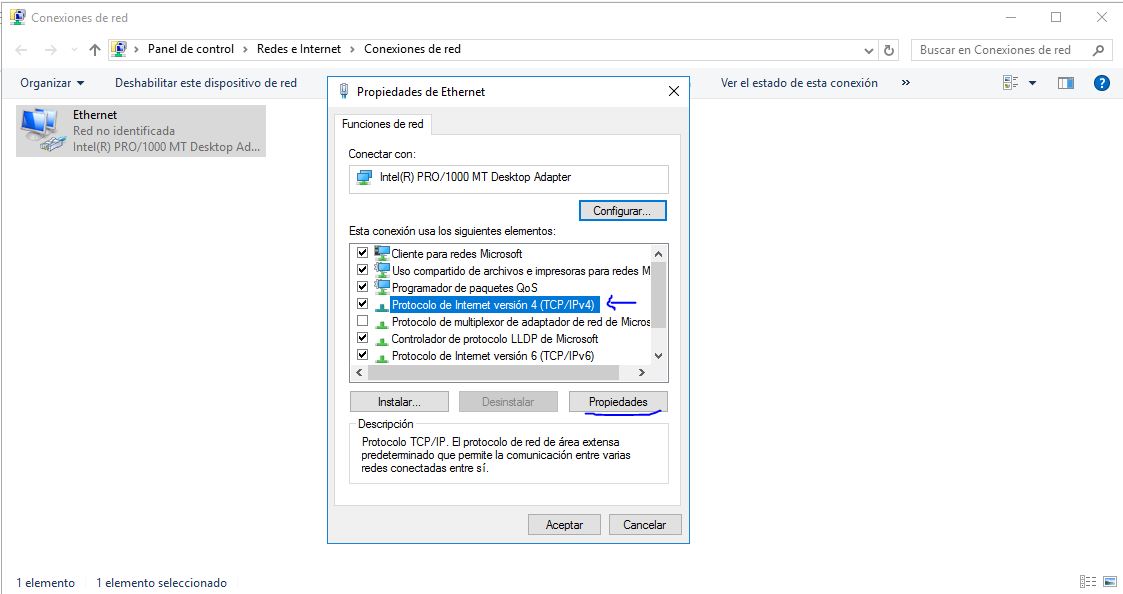 Conexiones de red
Panel de control > Redes e Internet > Conexiones de red
Buscar en Conexiones de red
Organizar
Deshabilitar este dispositivo de red
Ver el estado de esta conexión
»
?
Ethernet
Red no identificada
Intel(R) PRO/1000 MT Desktop Ad...
Propiedades de Ethernet
Funciones de red
Conectar con:
Intel(R) PRO/1000 MT Desktop Adapter
Configurar...
Esta conexión usa los siguientes elementos:
Cliente para redes Microsoft
Uso compartido de archivos e impresoras para redes M
Programador de paquetes QoS
Protocolo de Internet versión 4 (TCP/IPv4)
Protocolo de multiplexor de adaptador de red de Micros
Controlador de protocolo LLDP de Microsoft
Protocolo de Internet versión 6 (TCP/IPv6)
Instalar...
Desinstalar
Propiedades
Descripción
Protocolo TCP/IP. El protocolo de red de área extensa
predeterminado que permite la comunicación entre varias
redes conectadas entre sí.
Aceptar
Cancelar
1 elemento
1 elemento seleccionado